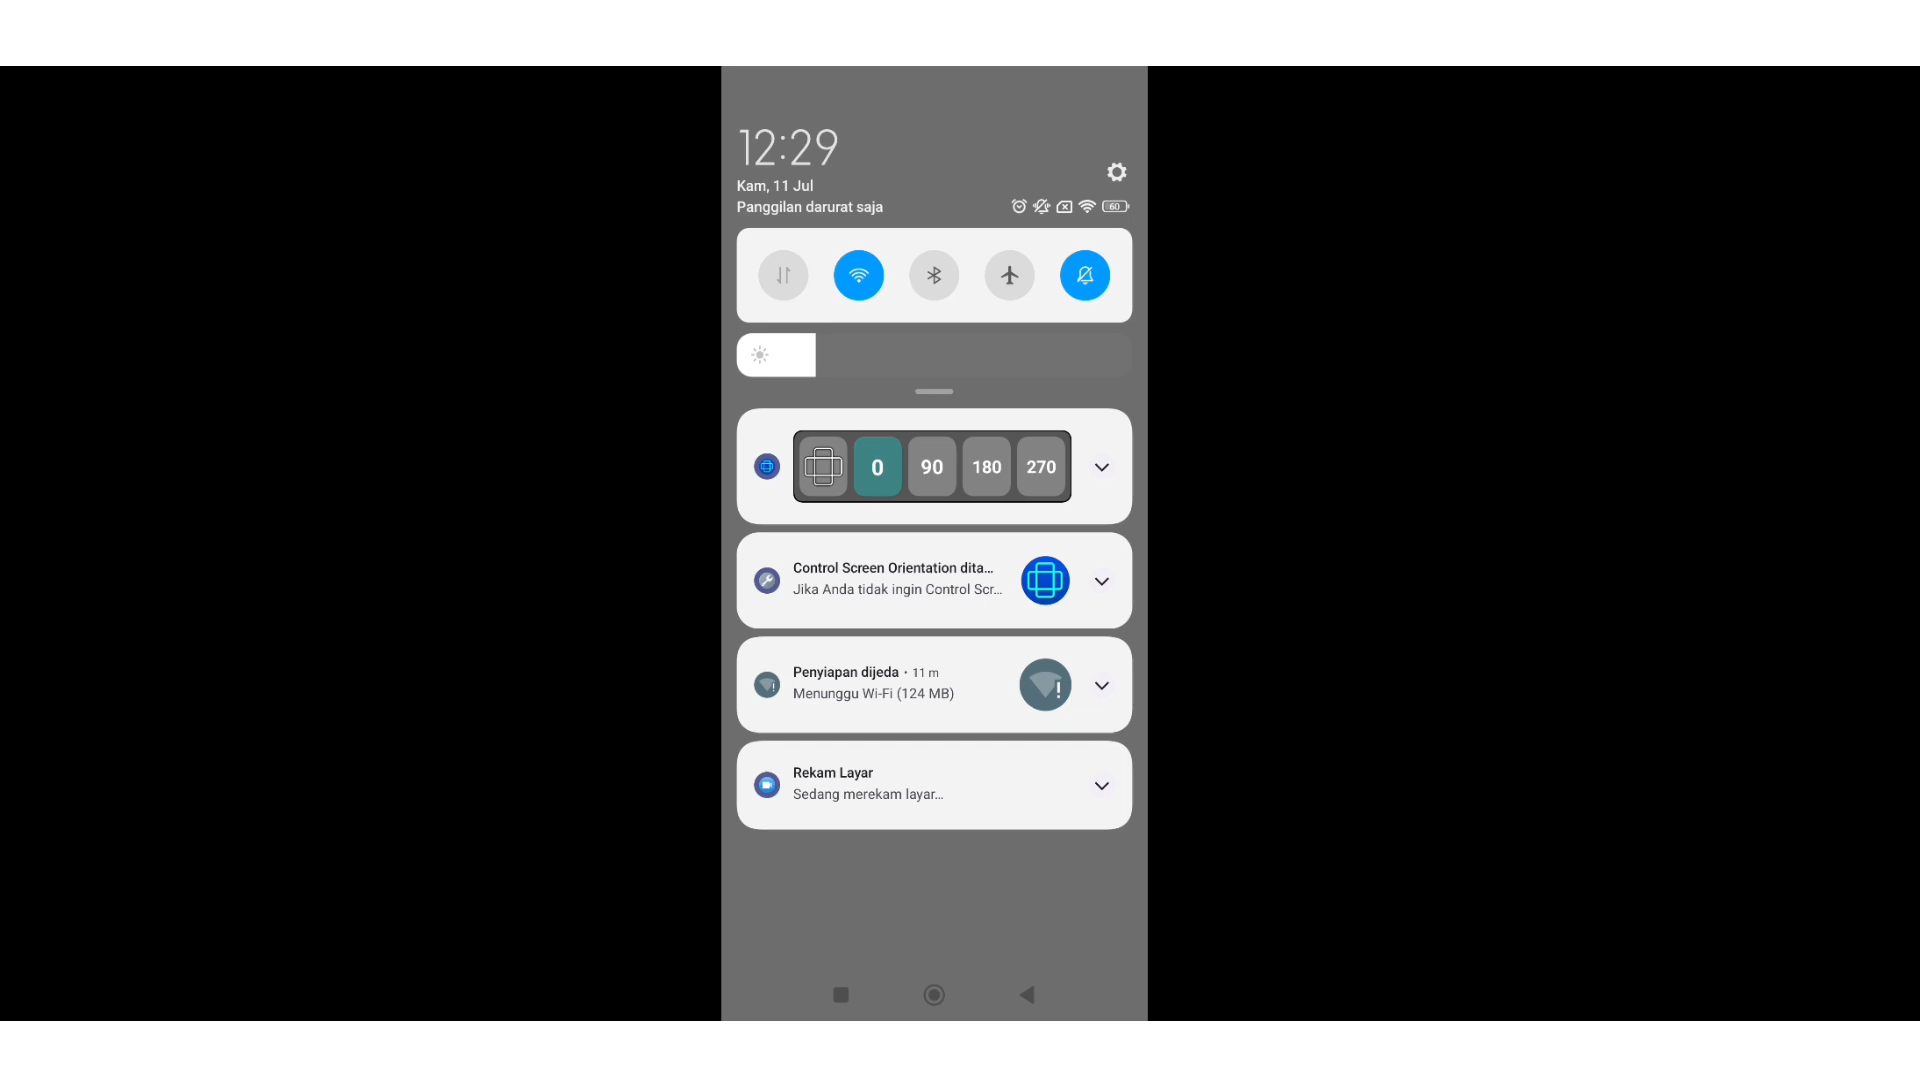 12:29
Kam, 11 Jul
Panggilan darurat saja
60
0 90 180 270
Control Screen Orientation dita...
Jika Anda tidak ingin Control Scr...
Penyiapan dijeda • 11 m
Menunggu Wi-Fi (124 MB)
Rekam Layar
Sedang merekam layar...